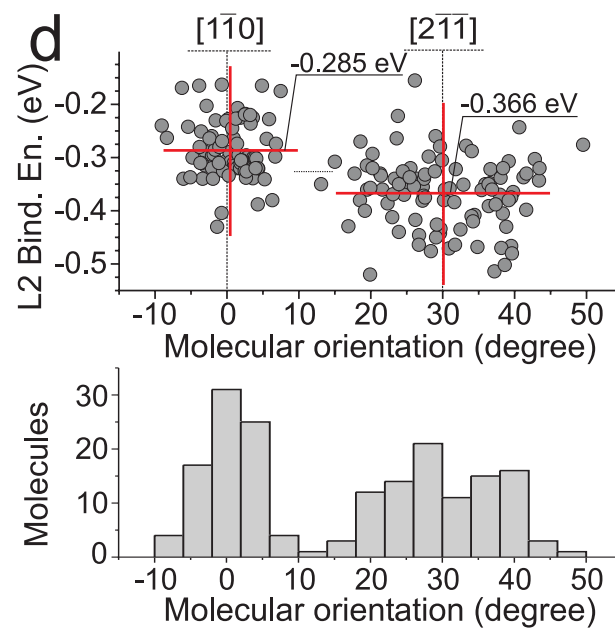 d
[11̅0]
[21̅1̅]
-0.285 eV
-0.366 eV
L2 Bind. En. (eV)
-0.2
-0.3
-0.4
-0.5
-10 0 10 20 30 40 50
Molecular orientation (degree)
Molecules
30
20
10
0
-10 0 10 20 30 40 50
Molecular orientation (degree)